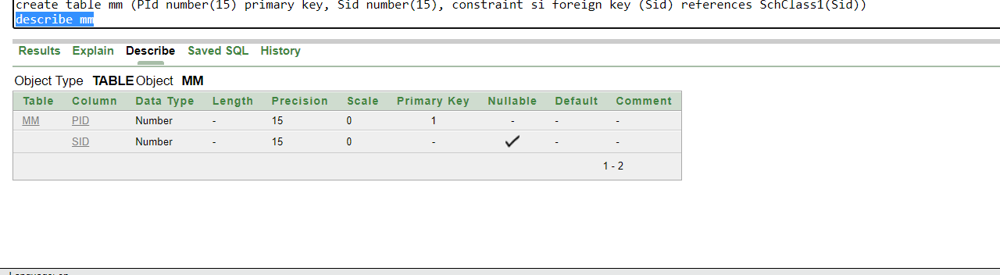 create table mm (PId number(15) primary key, Sid number(15), constraint si foreign key (Sid) references SchClass1(Sid))
describe mm
Results Explain Describe Saved SQL History
Object Type TABLE Object MM
Table Column Data Type Length Precision Scale Primary Key Nullable Default Comment
MM PID Number - 15 0 1 - - -
SID Number - 15 0 - - -
1 - 2
Language: en